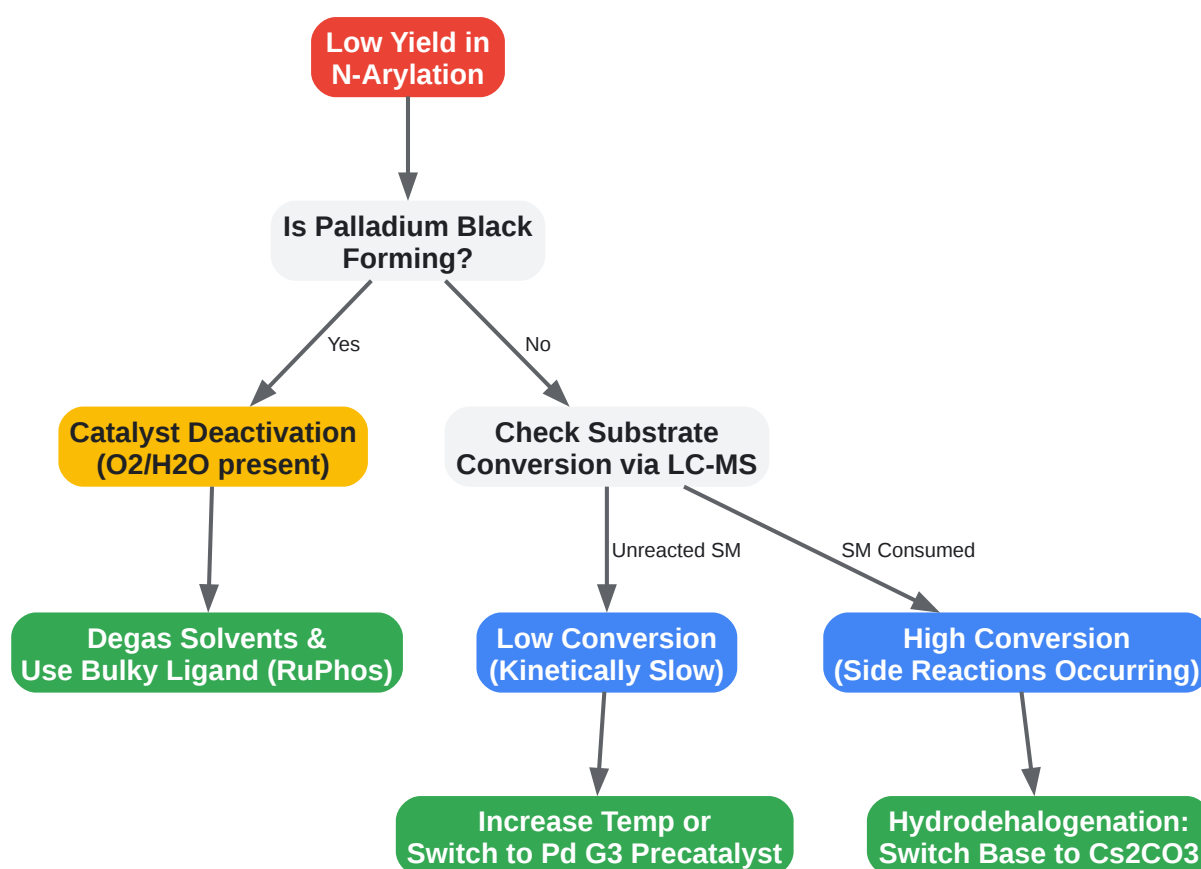 Low Yield in
N-Arylation
Is Palladium Black
Forming?
Yes
No
Catalyst Deactivation
(O2/H2O present)
Check Substrate
Conversion via LC-MS
Unreacted SM
SM Consumed
Degas Solvents &
Use Bulky Ligand (RuPhos)
Low Conversion
(Kinetically Slow)
High Conversion
(Side Reactions Occurring)
Increase Temp or
Switch to Pd G3 Precatalyst
Hydrodehalogenation:
Switch Base to Cs2CO3